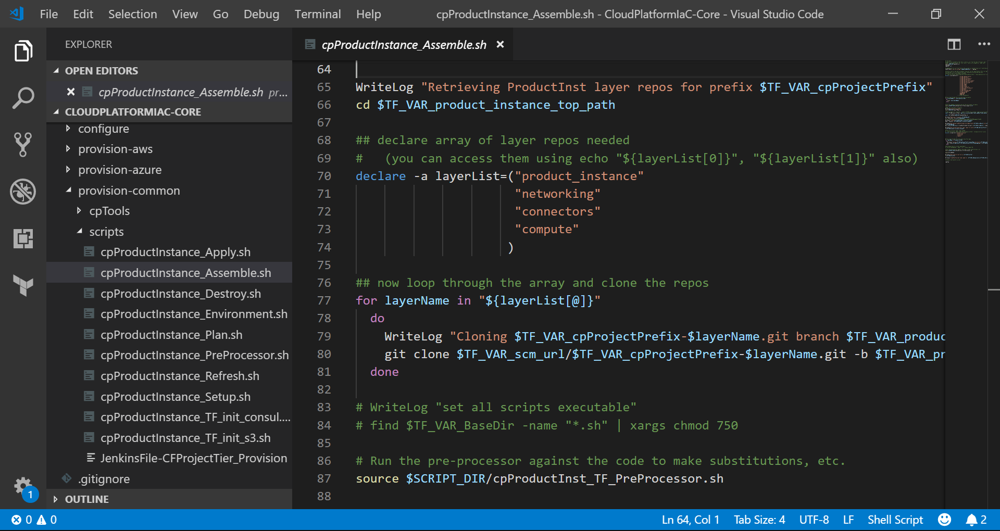 File Edit Selection View Go Debug Terminal Help cpProductInstance_Assemble.sh - CloudPlatformIaC-Core - Visual Studio Code
EXPLORER
OPEN EDITORS
cpProductInstance_Assemble.sh pr...
CLOUDPLATFORMIAC-CORE
configure
provision-aws
provision-azure
provision-common
cpTools
scripts
cpProductInstance_Apply.sh
cpProductInstance_Assemble.sh
cpProductInstance_Destroy.sh
cpProductInstance_Environment.sh
cpProductInstance_Plan.sh
cpProductInstance_PreProcessor.sh
cpProductInstance_Refresh.sh
cpProductInstance_Setup.sh
cpProductInstance_TF_init_consul....
cpProductInstance_TF_init_s3.sh
JenkinsFile-CFProjectTier_Provision
.gitignore
OUTLINE
1
cpProductInstance_Assemble.sh
64
65 WriteLog "Retrieving ProductInst layer repos for prefix $TF_VAR_cpProjectPrefix"
66 cd $TF_VAR_product_instance_top_path
67
68 ## declare array of layer repos needed
69 #   (you can access them using echo "${layerList[0]}", "${layerList[1]}" also)
70 declare -a layerList=("product_instance"
71                       "networking"
72                       "connectors"
73                       "compute"
74                      )
75
76 ## now loop through the array and clone the repos
77 for layerName in "${layerList[@]}"
78   do
79     WriteLog "Cloning $TF_VAR_cpProjectPrefix-$layerName.git branch $TF_VAR_produc
80     git clone $TF_VAR_scm_url/$TF_VAR_cpProjectPrefix-$layerName.git -b $TF_VAR_pr
81   done
82
83 # WriteLog "set all scripts executable"
84 # find $TF_VAR_BaseDir -name "*.sh" | xargs chmod 750
85
86 # Run the pre-processor against the code to make substitutions, etc.
87 source $SCRIPT_DIR/cpProductInst_TF_PreProcessor.sh
88
0 0 Ln 64, Col 1 Tab Size: 4 UTF-8 LF Shell Script 2